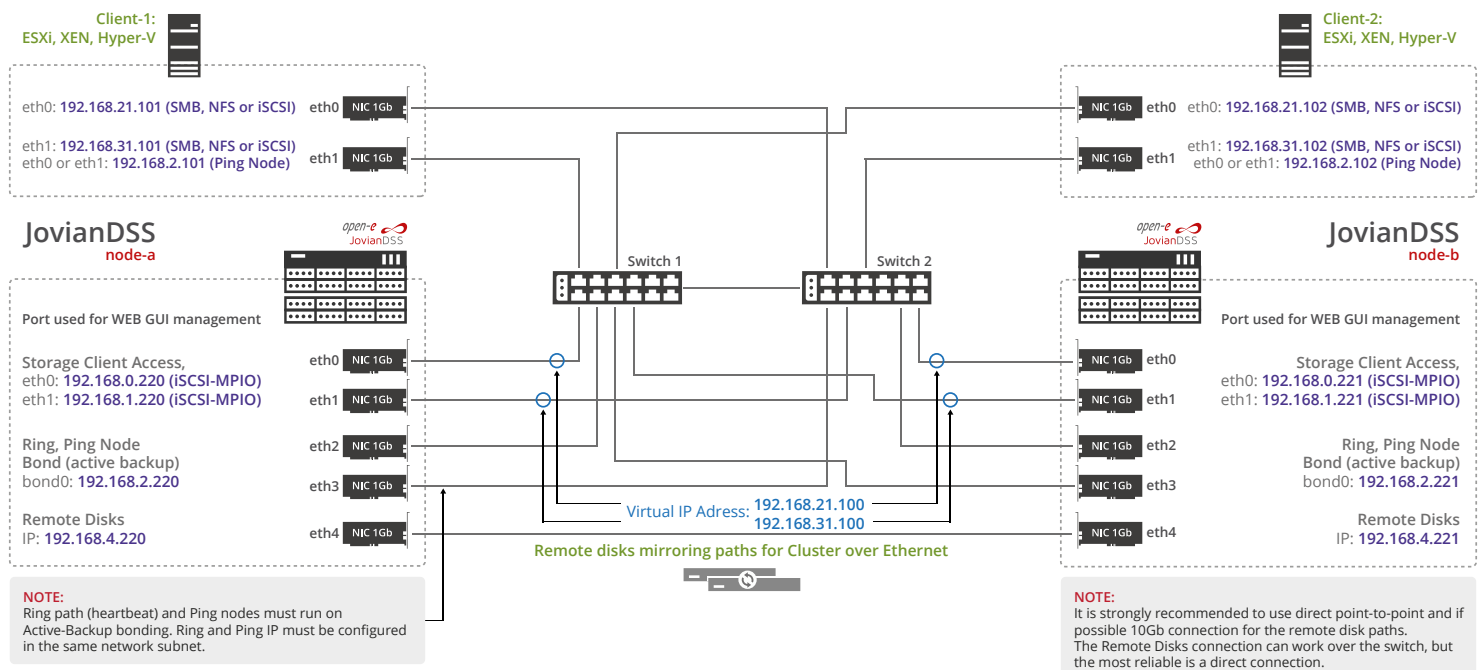 Client-1:
ESXi, XEN, Hyper-V
eth0: 192.168.21.101 (SMB, NFS or iSCSI)
eth0
NIC 1Gb
eth1: 192.168.31.101 (SMB, NFS or iSCSI)
eth0 or eth1: 192.168.2.101 (Ping Node)
eth1
NIC 1Gb
Client-2:
ESXi, XEN, Hyper-V
NIC 1Gb
eth0
eth0: 192.168.21.102 (SMB, NFS or iSCSI)
NIC 1Gb
eth1
eth1: 192.168.31.102 (SMB, NFS or iSCSI)
eth0 or eth1: 192.168.2.102 (Ping Node)
JovianDSS
node-a
open-e
JovianDSS
Switch 1
Switch 2
open-e
JovianDSS
JovianDSS
node-b
Port used for WEB GUI management
Storage Client Access,
eth0: 192.168.0.220 (iSCSI-MPIO)
eth1: 192.168.1.220 (iSCSI-MPIO)
eth0
NIC 1Gb
eth1
NIC 1Gb
Ring, Ping Node
Bond (active backup)
bond0: 192.168.2.220
eth2
NIC 1Gb
eth3
NIC 1Gb
Remote Disks
IP: 192.168.4.220
eth4
NIC 1Gb
Virtual IP Adress: 192.168.21.100
192.168.31.100
Remote disks mirroring paths for Cluster over Ethernet
Port used for WEB GUI management
NIC 1Gb
eth0
NIC 1Gb
eth1
Storage Client Access,
eth0: 192.168.0.221 (iSCSI-MPIO)
eth1: 192.168.1.221 (iSCSI-MPIO)
NIC 1Gb
eth2
NIC 1Gb
eth3
Ring, Ping Node
Bond (active backup)
bond0: 192.168.2.221
NIC 1Gb
eth4
Remote Disks
IP: 192.168.4.221
NOTE:
Ring path (heartbeat) and Ping nodes must run on
Active-Backup bonding. Ring and Ping IP must be configured
in the same network subnet.
NOTE:
It is strongly recommended to use direct point-to-point and if
possible 10Gb connection for the remote disk paths.
The Remote Disks connection can work over the switch, but
the most reliable is a direct connection.